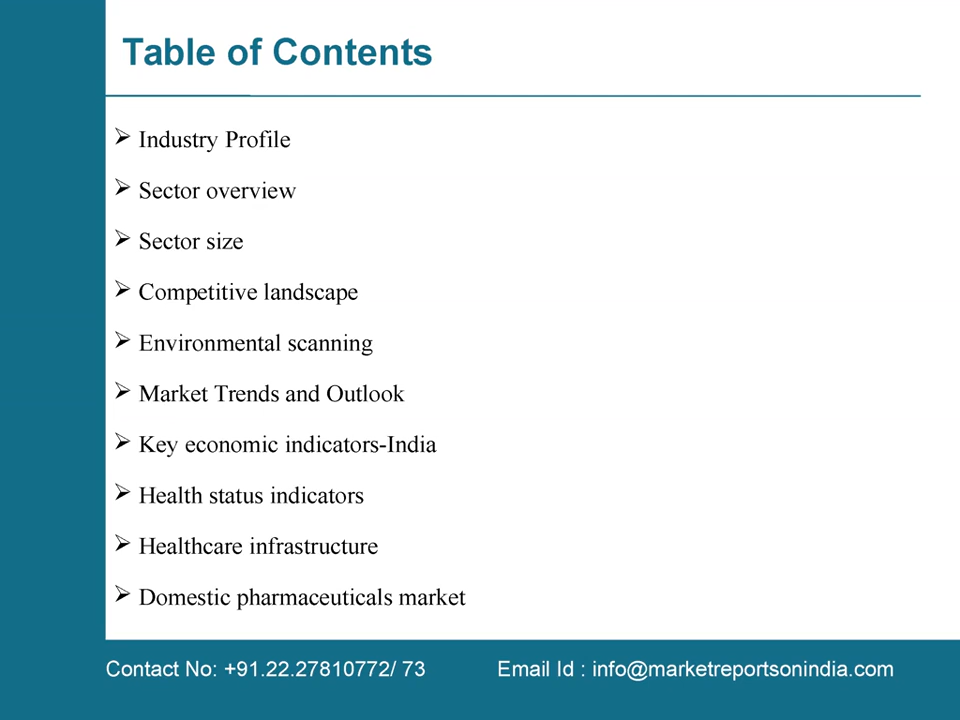 Table of Contents
➢ Industry Profile
➢ Sector overview
➢ Sector size
➢ Competitive landscape
➢ Environmental scanning
➢ Market Trends and Outlook
➢ Key economic indicators-India
➢ Health status indicators
➢ Healthcare infrastructure
➢ Domestic pharmaceuticals market
Contact No: +91.22.27810772/ 73 Email Id : info@marketreportsonindia.com